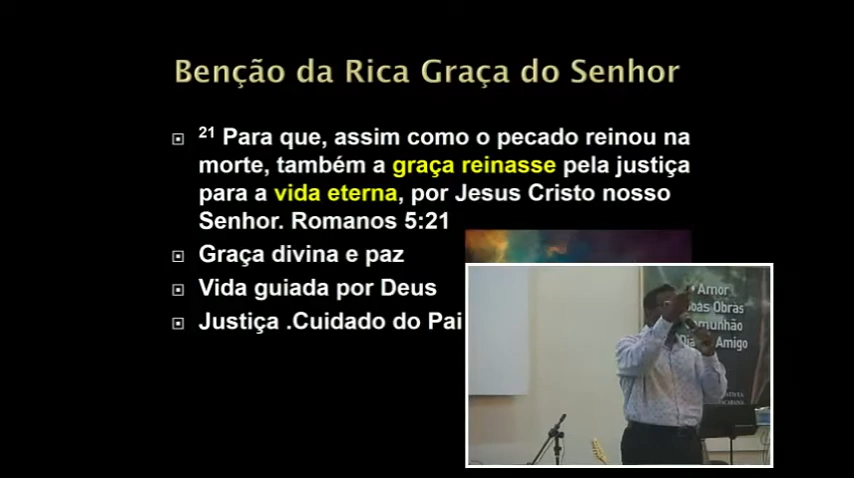 Benção da Rica Graça do Senhor
21 Para que, assim como o pecado reinou na
morte, também a graça reinasse pela justiça
para a vida eterna, por Jesus Cristo nosso
Senhor. Romanos 5:21
Graça divina e paz
Vida guiada por Deus
Justiça .Cuidado do Pai
Amor
Obras
Amigo